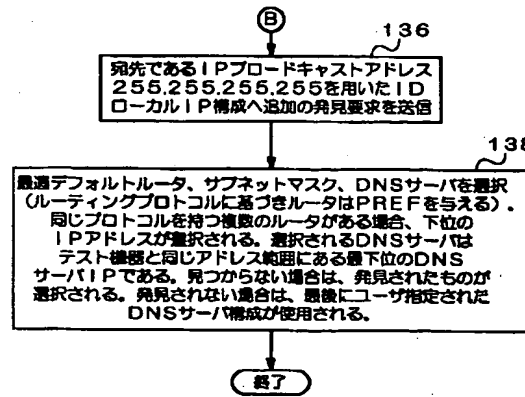 B
136
宛先であるIPブロードキャストアドレス
255.255.255.255を用いたID
ローカルIP構成へ追加の発見要求を送信
138
最適デフォルトルータ、サブネットマスク、DNSサーバを選択
(ルーティングプロトコルに基づきルータはPREFを与える)。
同じプロトコルを持つ複数のルータがある場合、下位の
IPアドレスが選択される。選択されるDNSサーバは
テスト機器と同じアドレス範囲にある最下位のDNS
サーバIPである。見つからない場合は、発見されたものが
選択される。発見されない場合は、最後にユーザ指定された
DNSサーバ構成が使用される。
終了